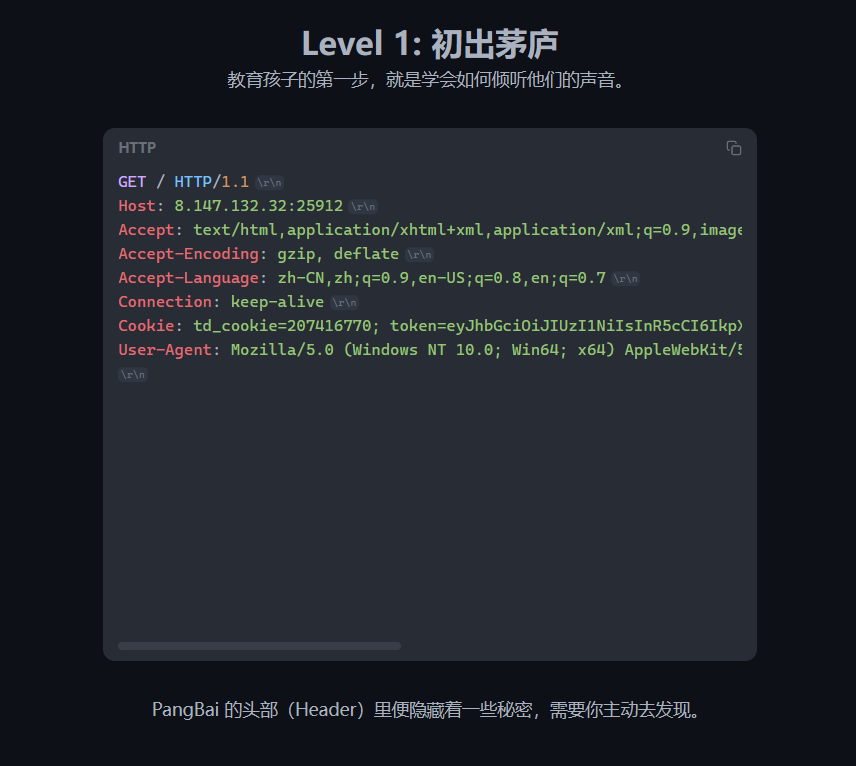 Level 1: 初出茅庐
教育孩子的第一步，就是学会如何倾听他们的声音。
HTTP
GET / HTTP/1.1 \r\n
Host: 8.147.132.32:25912 \r\n
Accept: text/html,application/xhtml+xml,application/xml;q=0.9,image
Accept-Encoding: gzip, deflate \r\n
Accept-Language: zh-CN,zh;q=0.9,en-US;q=0.8,en;q=0.7 \r\n
Connection: keep-alive \r\n
Cookie: td_cookie=207416770; token=eyJhbGciOiJIUzI1NiIsInR5cCI6IkpX
User-Agent: Mozilla/5.0 (Windows NT 10.0; Win64; x64) AppleWebKit/5
\r\n
PangBai 的头部（Header）里便隐藏着一些秘密，需要你主动去发现。